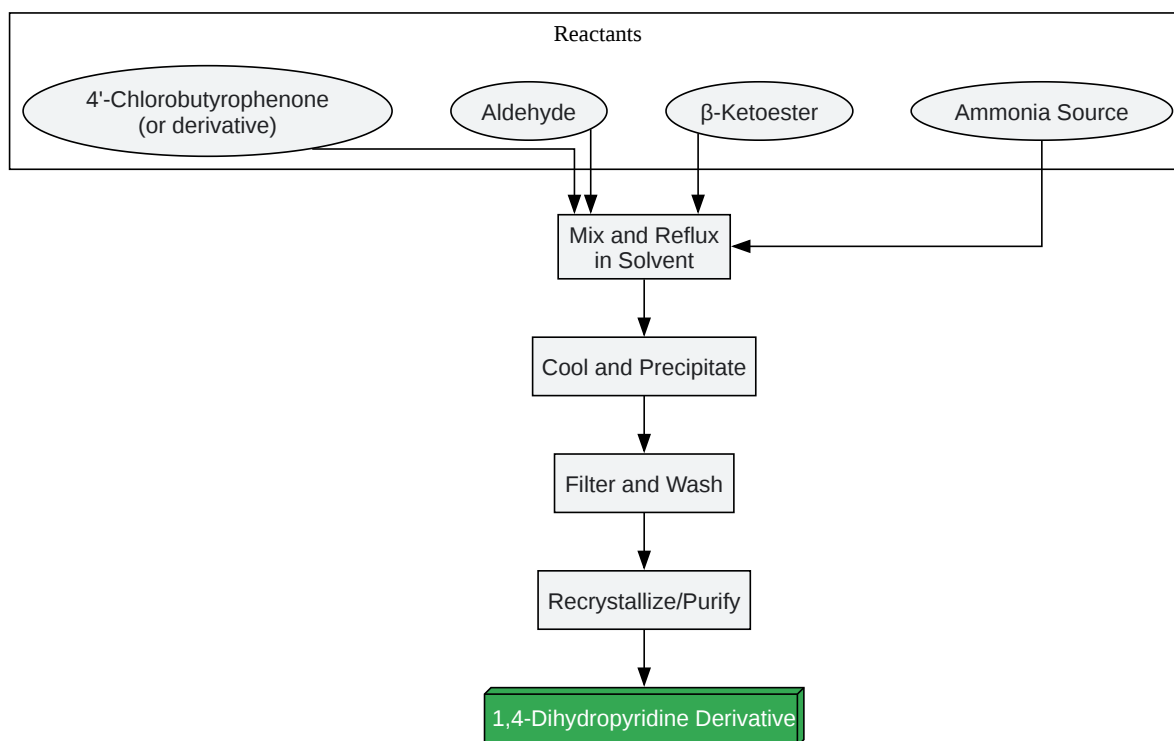 Reactants
4'-Chlorobutyrophenone
(or derivative)
Aldehyde
β-Ketoester
Ammonia Source
Mix and Reflux
in Solvent
Cool and Precipitate
Filter and Wash
Recrystallize/Purify
1,4-Dihydropyridine Derivative